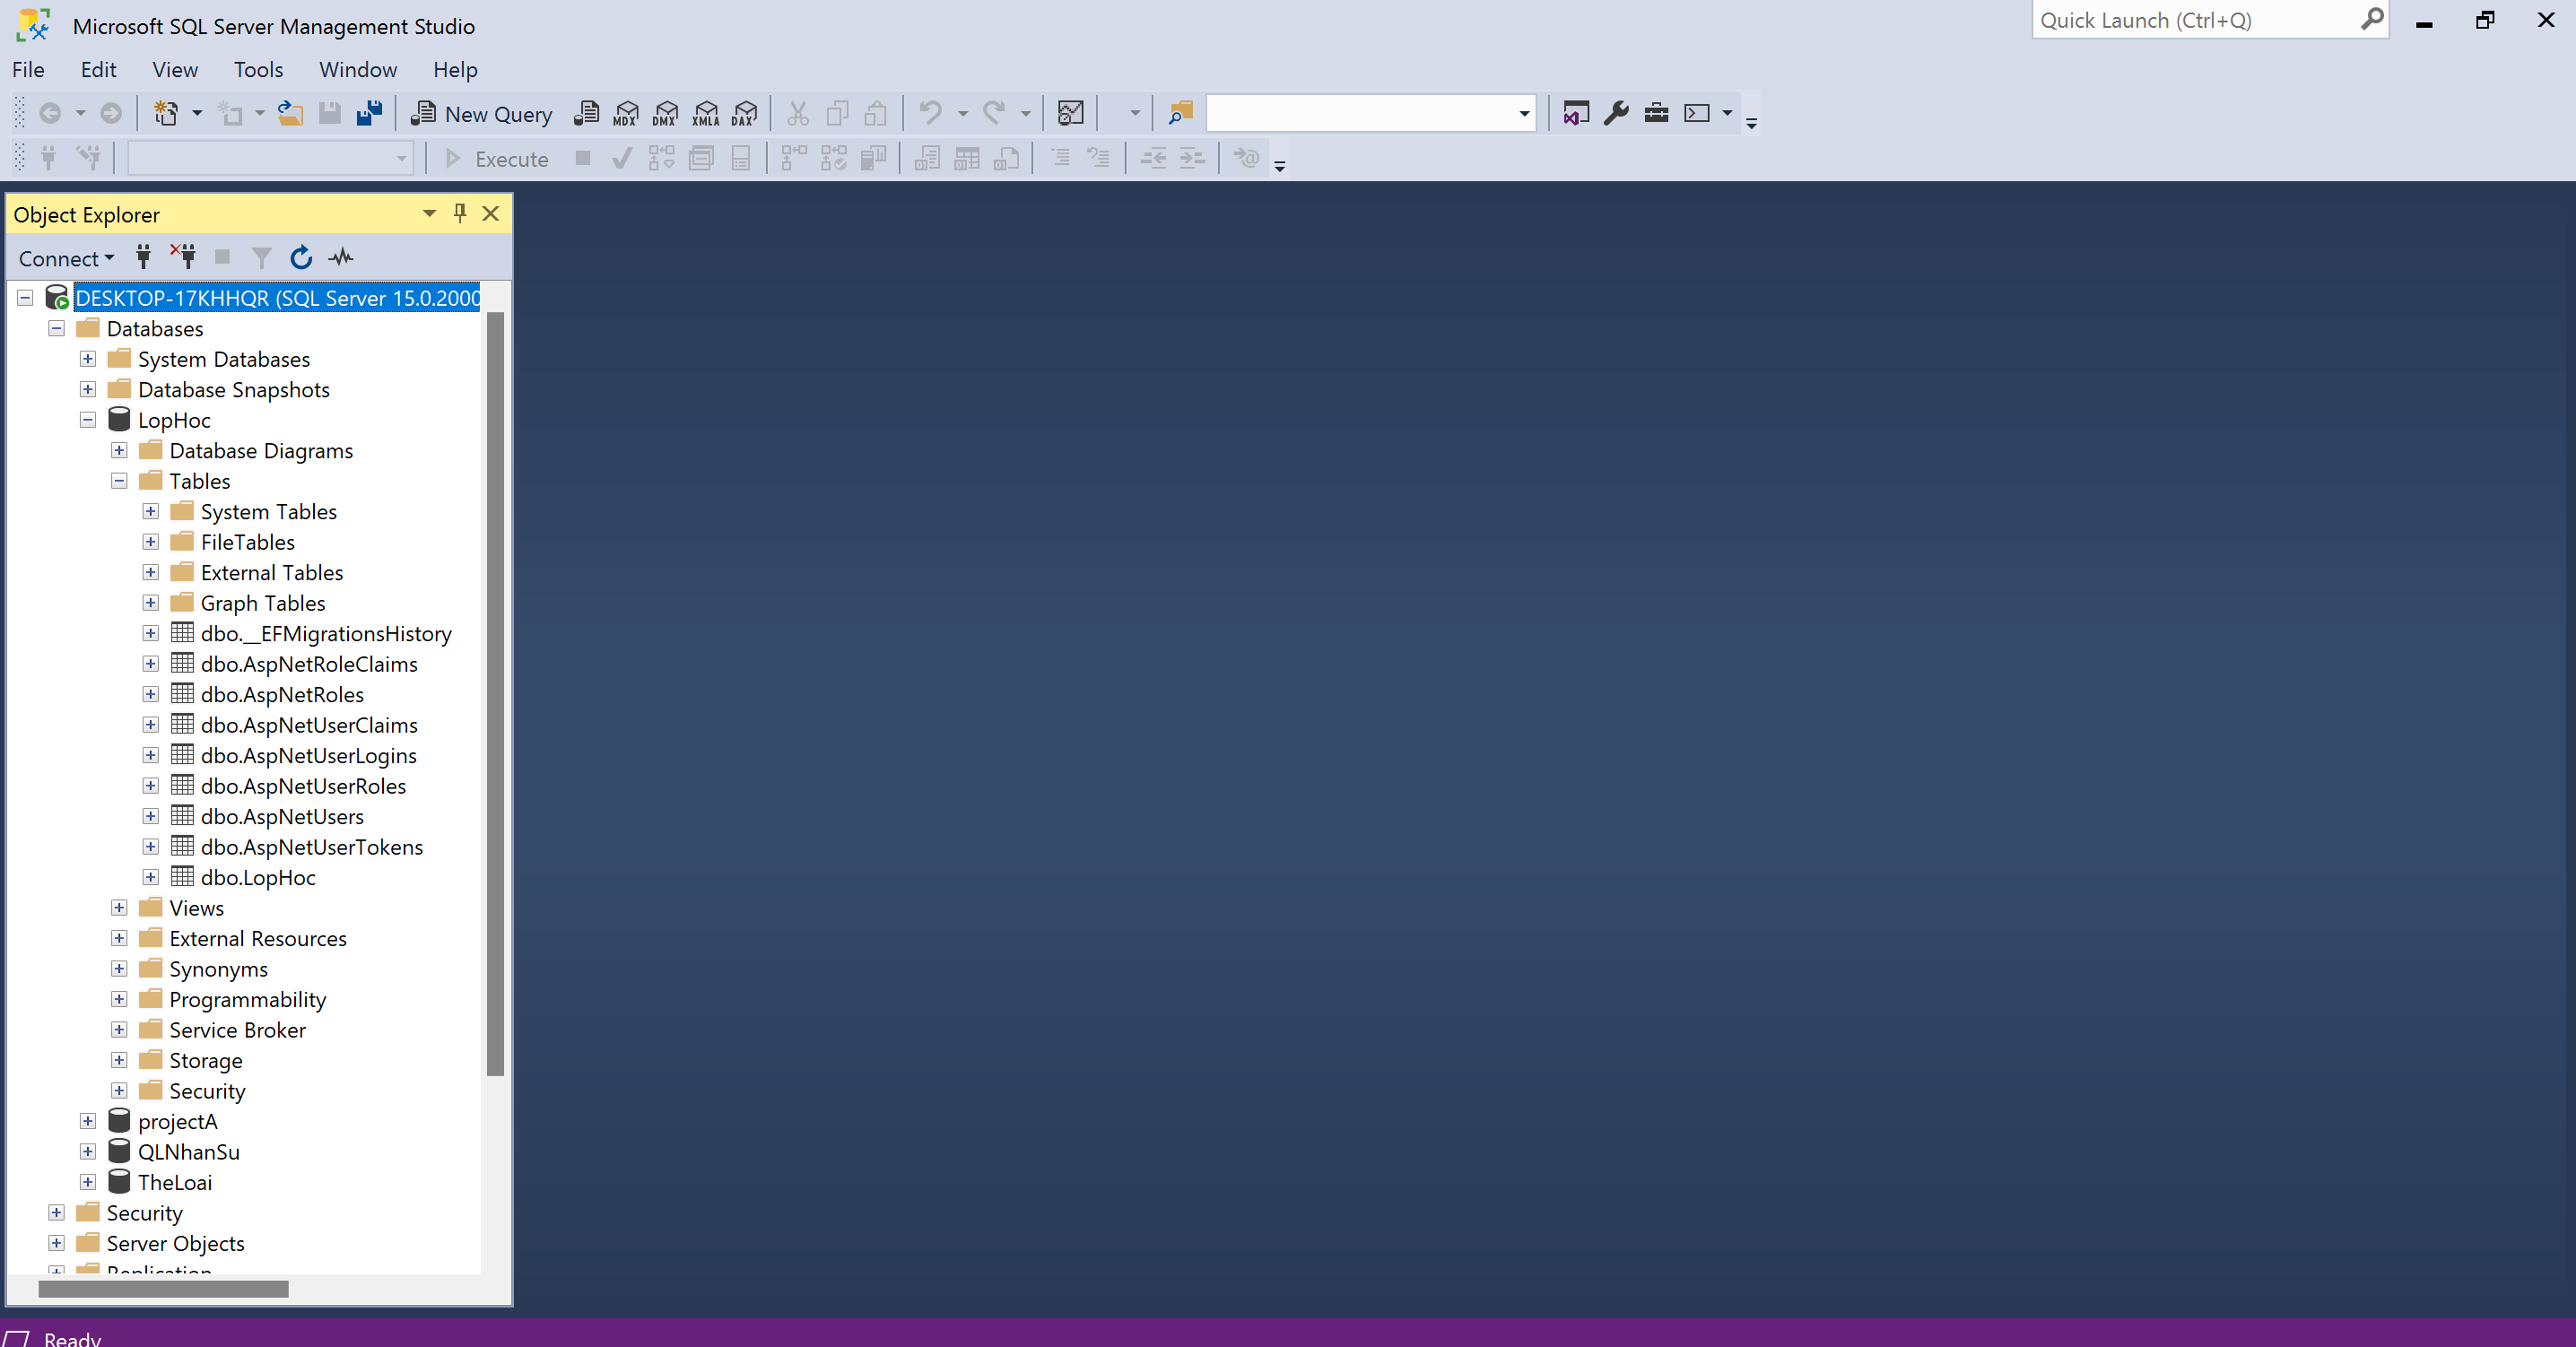 Microsoft SQL Server Management Studio
Quick Launch (Ctrl+Q)
File Edit View Tools Window Help
New Query MDX DMX XMLA DAX
Execute
Object Explorer
Connect
DESKTOP-17KHHQR (SQL Server 15.0.2000
Databases
System Databases
Database Snapshots
LopHoc
Database Diagrams
Tables
System Tables
FileTables
External Tables
Graph Tables
dbo.__EFMigrationsHistory
dbo.AspNetRoleClaims
dbo.AspNetRoles
dbo.AspNetUserClaims
dbo.AspNetUserLogins
dbo.AspNetUserRoles
dbo.AspNetUsers
dbo.AspNetUserTokens
dbo.LopHoc
Views
External Resources
Synonyms
Programmability
Service Broker
Storage
Security
projectA
QLNhanSu
TheLoai
Security
Server Objects
Replication
Ready